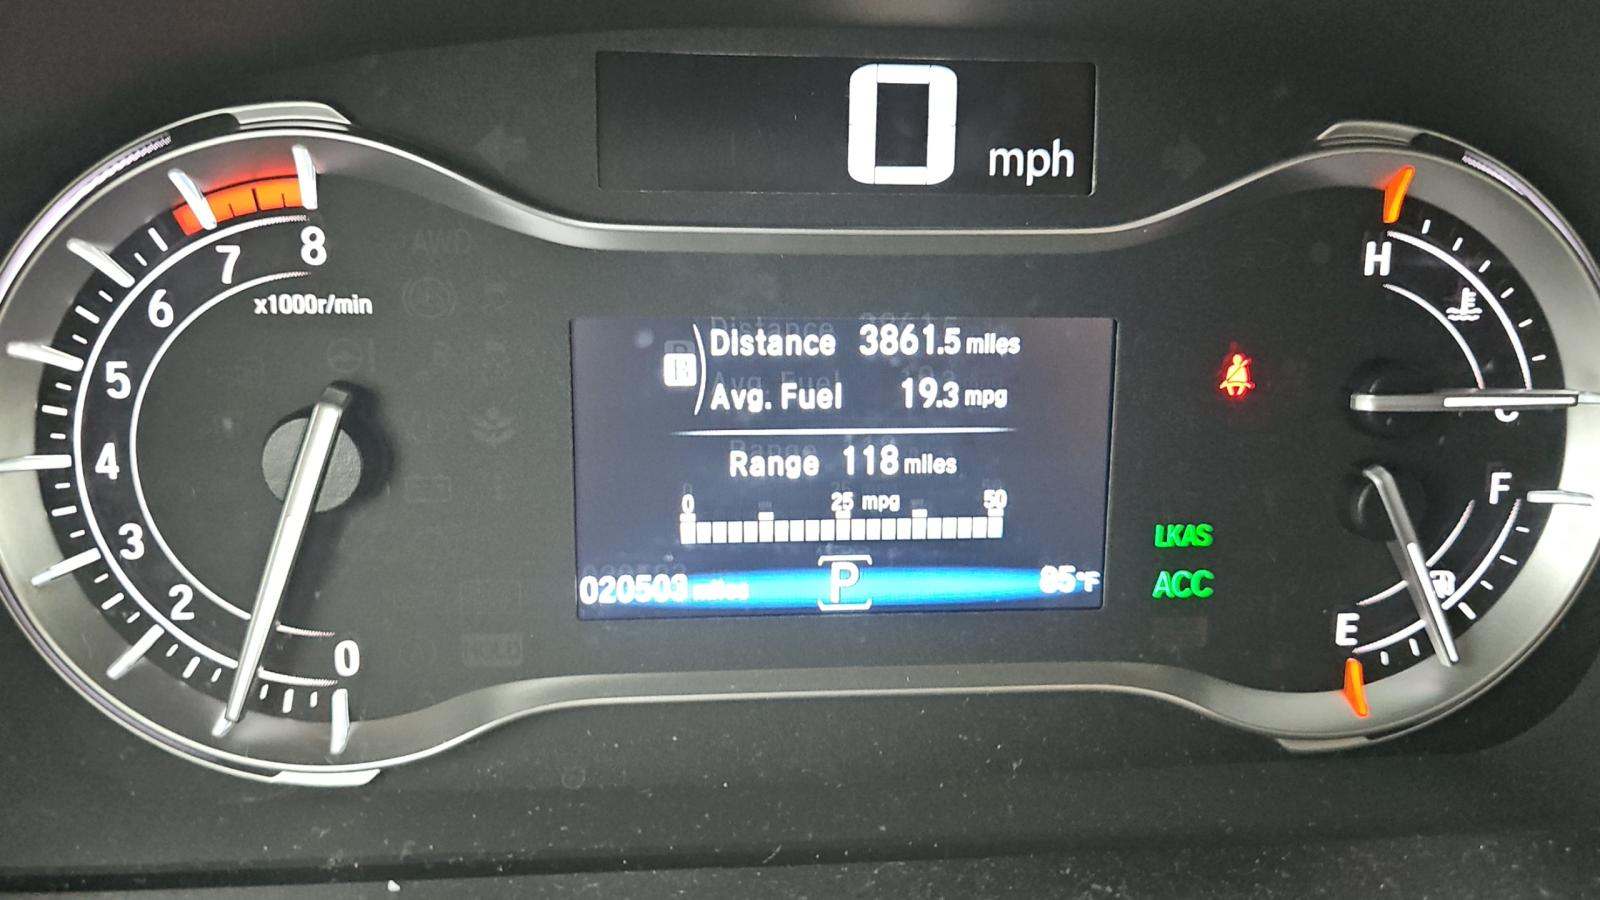 0 mph
8
7
6
5
4
3
2
0
x1000r/min
B
Distance 3861.5 miles
Avg. Fuel 19.3 mpg
Range 118 miles
0 25 mpg 50
020503 miles P 85°F
LKAS
ACC
H
C
F
E